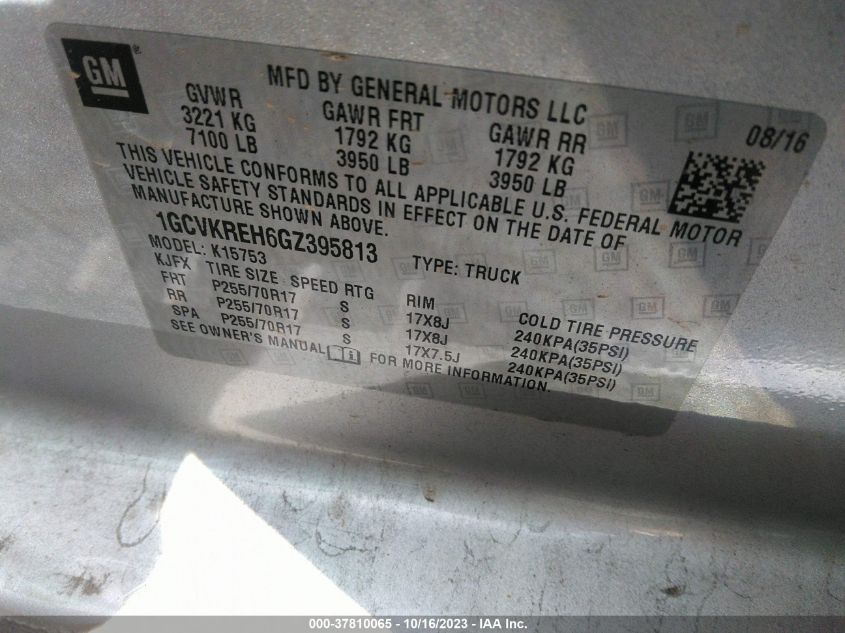 GM ®
MFD BY GENERAL MOTORS LLC
08/16
GVWR GAWR FRT GAWR RR
3221 KG 1792 KG 1792 KG
7100 LB 3950 LB 3950 LB
THIS VEHICLE CONFORMS TO ALL APPLICABLE U.S. FEDERAL MOTOR
VEHICLE SAFETY STANDARDS IN EFFECT ON THE DATE OF
MANUFACTURE SHOWN ABOVE.
1GCVKREH6GZ395813 TYPE: TRUCK
MODEL: K15753
KJFX TIRE SIZE SPEED RTG RIM COLD TIRE PRESSURE
FRT P255/70R17 S 17X8J 240KPA(35PSI)
RR P255/70R17 S 17X8J 240KPA(35PSI)
SPA P255/70R17 S 17X7.5J 240KPA(35PSI)
SEE OWNER'S MANUAL FOR MORE INFORMATION.
000-37810065 - 10/16/2023 - IAA Inc.